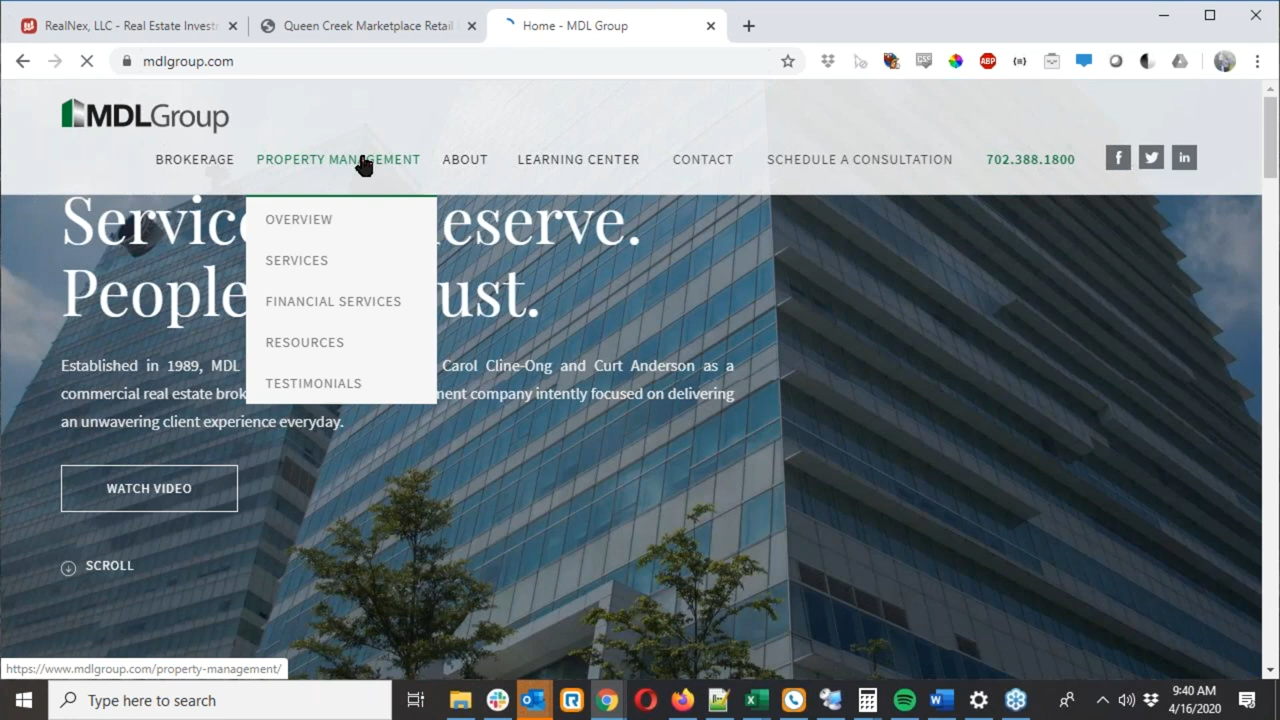 RealNex, LLC - Real Estate Invest
Queen Creek Marketplace Retail
Home - MDL Group
mdlgroup.com
MDLGroup
BROKERAGE
PROPERTY MANAGEMENT
ABOUT
LEARNING CENTER
CONTACT
SCHEDULE A CONSULTATION
702.388.1800
OVERVIEW
SERVICES
FINANCIAL SERVICES
RESOURCES
TESTIMONIALS
Servic eserve.
People ust.
Established in 1989, MDL Carol Cline-Ong and Curt Anderson as a
commercial real estate brok ment company intently focused on delivering
an unwavering client experience everyday.
WATCH VIDEO
SCROLL
https://www.mdlgroup.com/property-management/
Type here to search
9:40 AM
4/16/2020